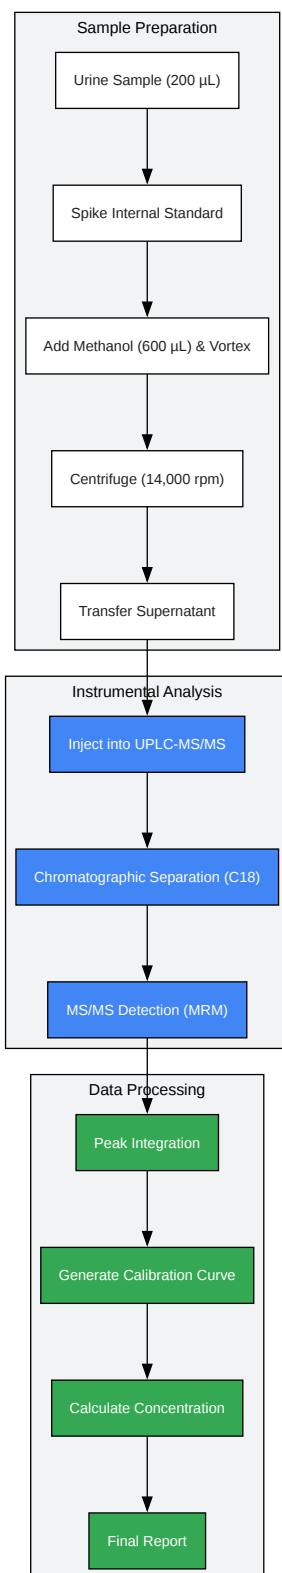 Sample Preparation
Urine Sample (200 µL)
Spike Internal Standard
Add Methanol (600 µL) & Vortex
Centrifuge (14,000 rpm)
Transfer Supernatant
Instrumental Analysis
Inject into UPLC-MS/MS
Chromatographic Separation (C18)
MS/MS Detection (MRM)
Data Processing
Peak Integration
Generate Calibration Curve
Calculate Concentration
Final Report